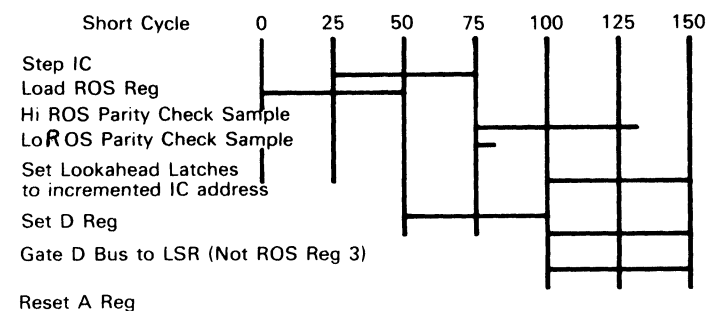 Short Cycle 0 25 50 75 100 125 150
Step IC
Load ROS Reg
Hi ROS Parity Check Sample
Lo ROS Parity Check Sample
Set Lookahead Latches
to incremented IC address
Set D Reg
Gate D Bus to LSR (Not ROS Reg 3)
Reset A Reg